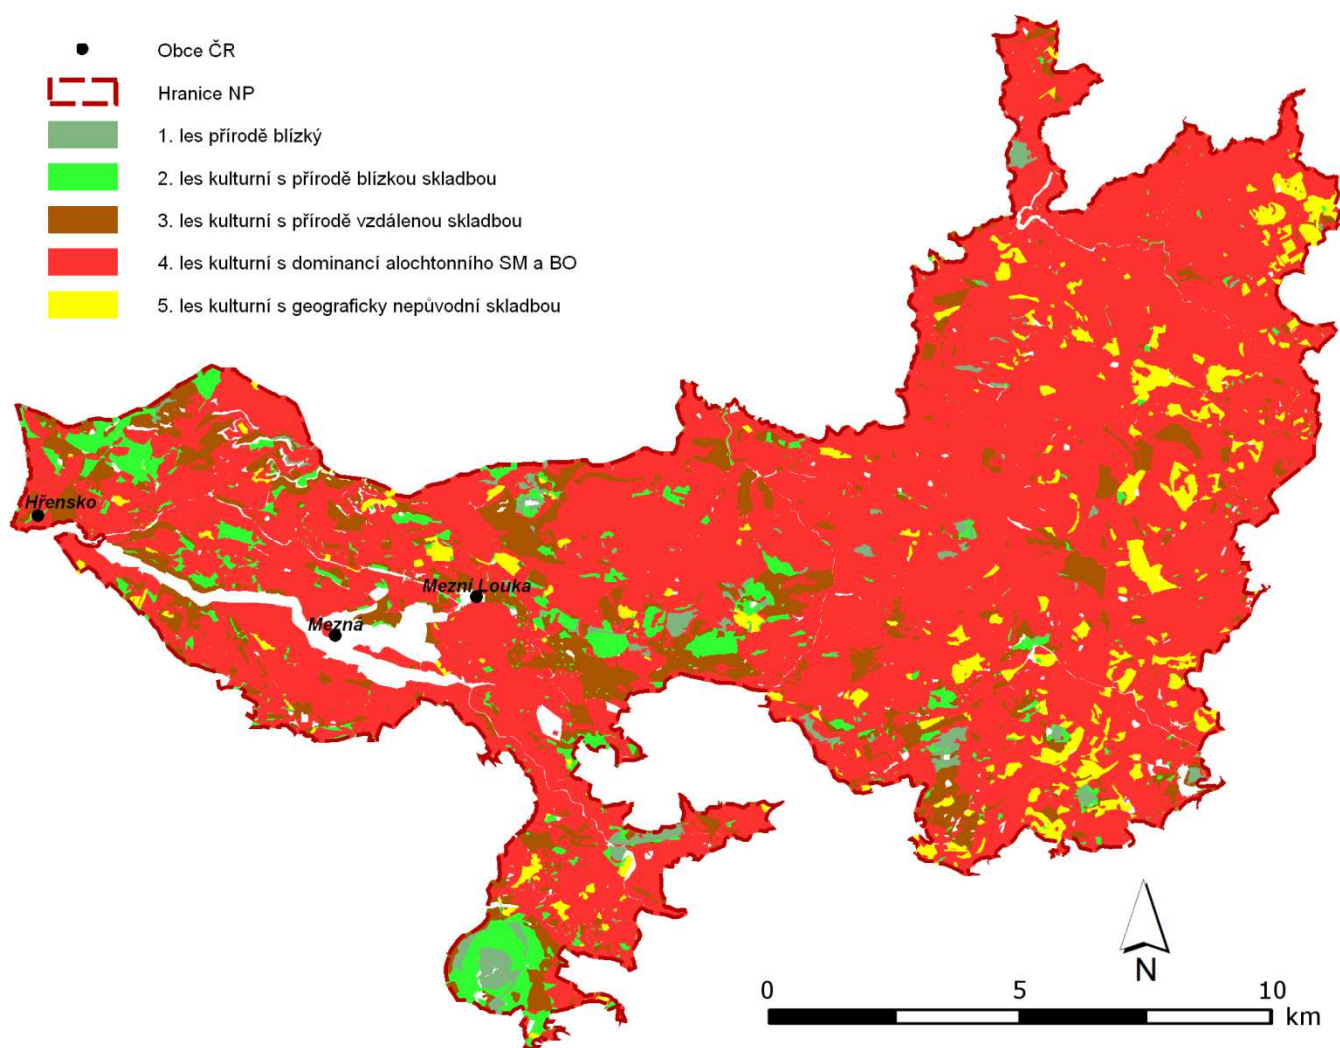 Obce ČR
Hranice NP
1. les přírodě blízký
2. les kulturní s přírodě blízkou skladbou
3. les kulturní s přírodě vzdálenou skladbou
4. les kulturní s dominancí alochtonního SM a BO
5. les kulturní s geograficky nepůvodní skladbou
Hřensko
Mezní Louka
Mezná
N
0 5 10
km